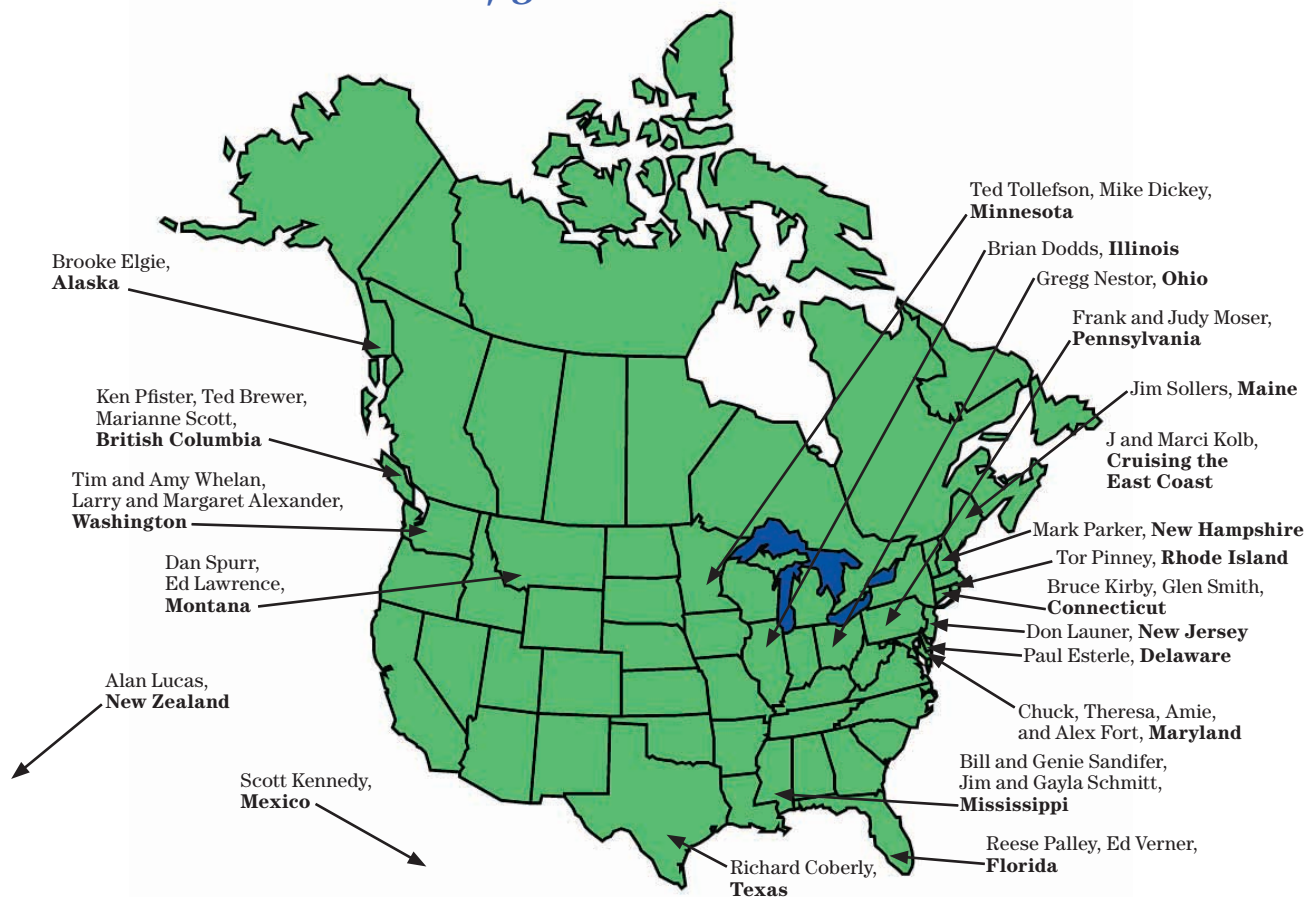 Ted Tollefson, Mike Dickey,
Minnesota
Brian Dodds, Illinois
Gregg Nestor, Ohio
Frank and Judy Moser,
Pennsylvania
Jim Sollers, Maine
J and Marci Kolb,
Cruising the
East Coast
Mark Parker, New Hampshire
Tor Pinney, Rhode Island
Bruce Kirby, Glen Smith,
Connecticut
Don Launer, New Jersey
Paul Esterle, Delaware
Chuck, Theresa, Amie,
and Alex Fort, Maryland
Bill and Genie Sandifer,
Jim and Gayla Schmitt,
Mississippi
Reese Palley, Ed Verner,
Florida
Richard Coberly,
Texas
Brooke Elgie,
Alaska
Ken Pfister, Ted Brewer,
Marianne Scott,
British Columbia
Tim and Amy Whelan,
Larry and Margaret Alexander,
Washington
Dan Spurr,
Ed Lawrence,
Montana
Alan Lucas,
New Zealand
Scott Kennedy,
Mexico